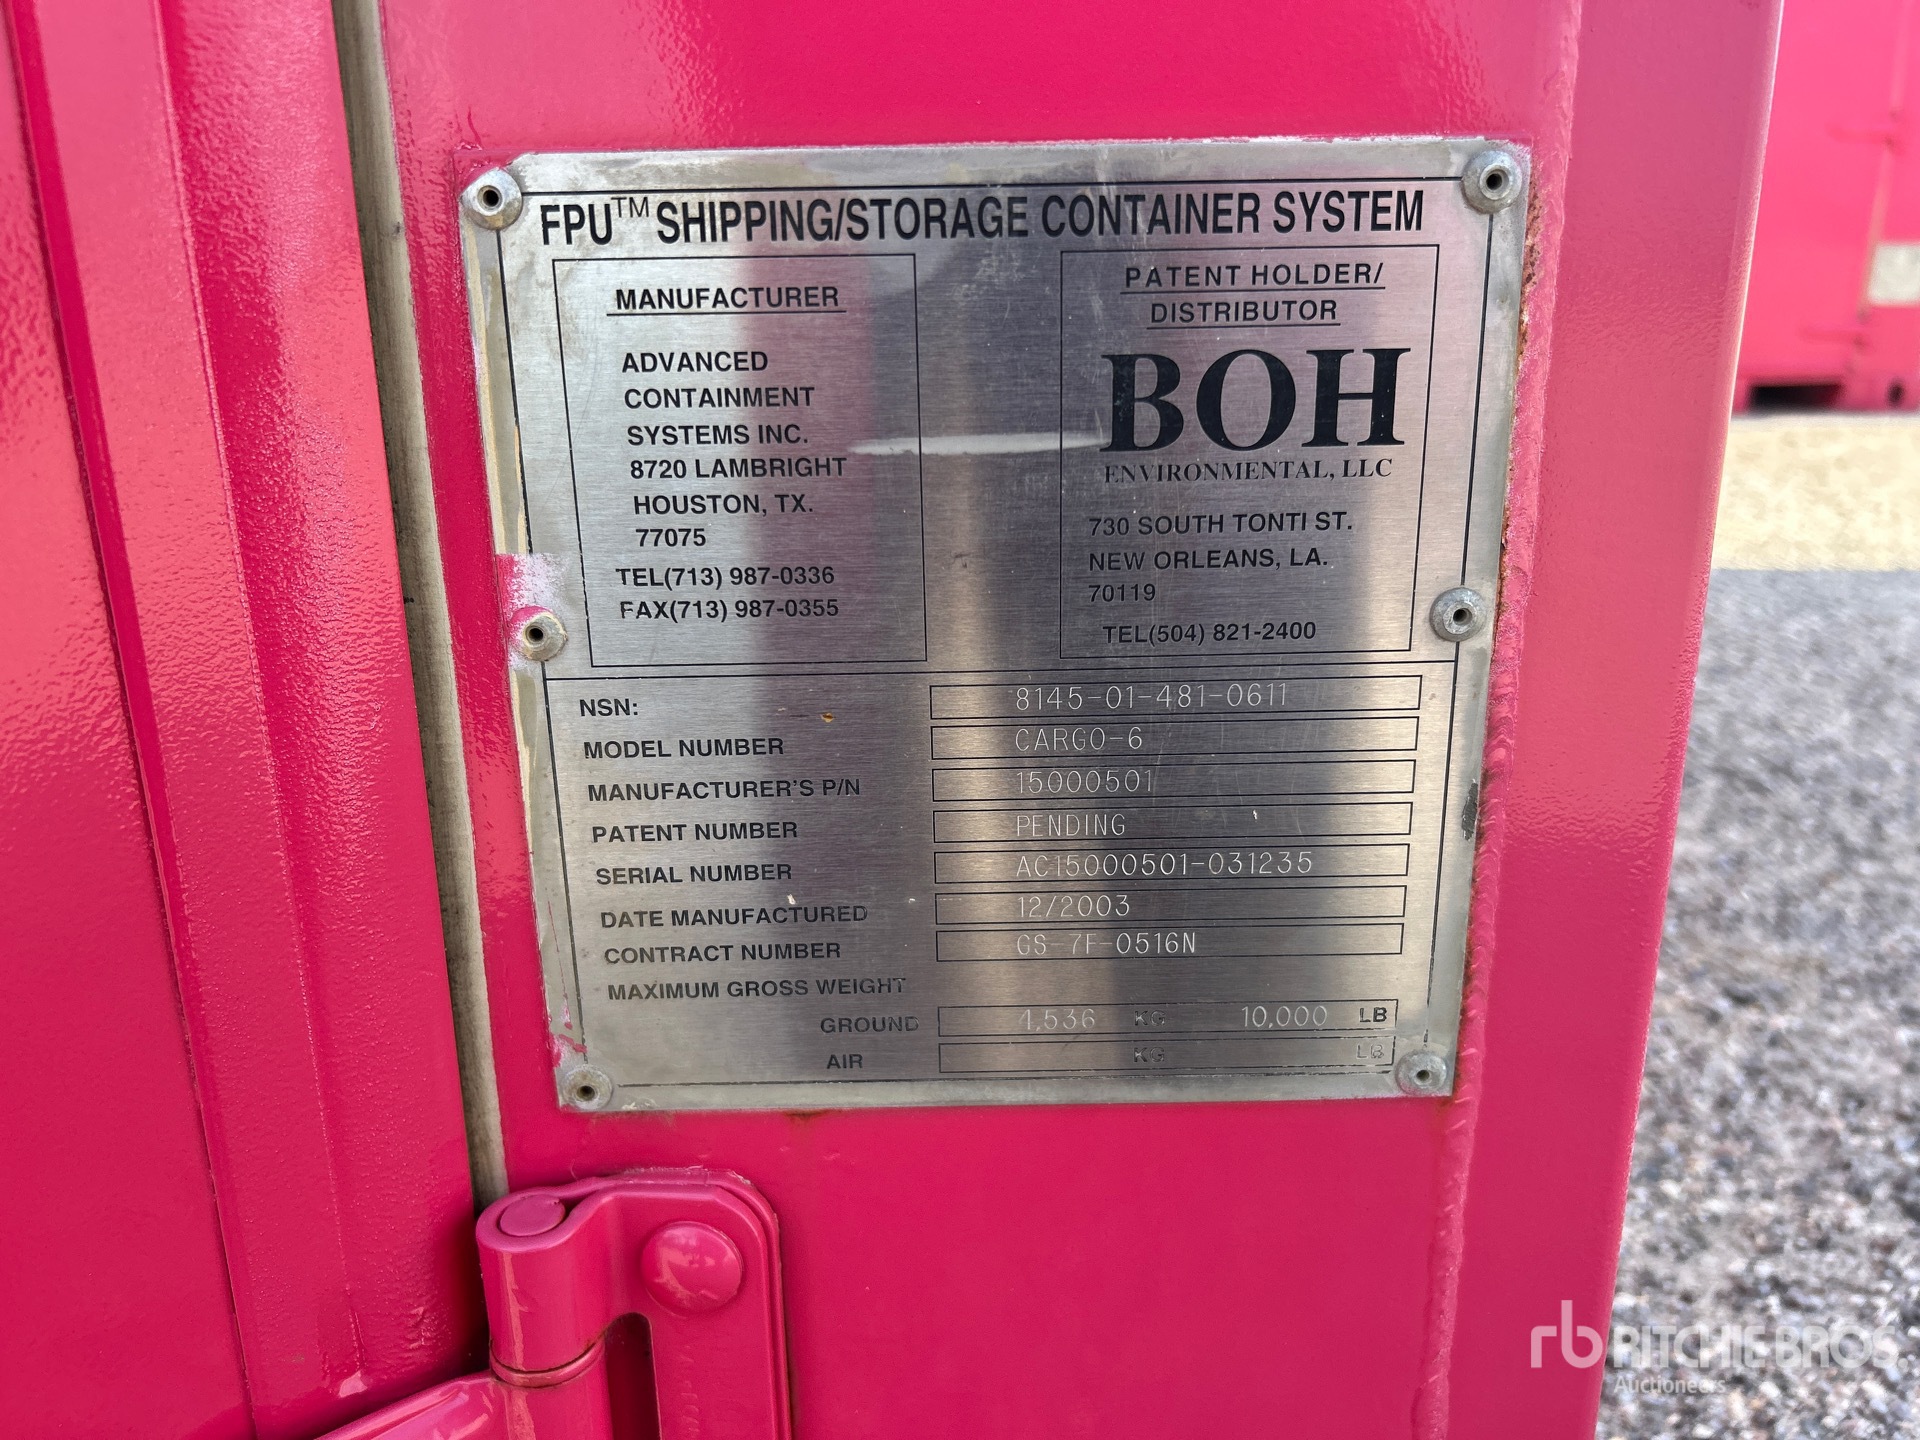 FPU™ SHIPPING/STORAGE CONTAINER SYSTEM
MANUFACTURER
ADVANCED
CONTAINMENT
SYSTEMS INC.
8720 LAMBRIGHT
HOUSTON, TX.
77075
TEL(713) 987-0336
FAX(713) 987-0355
PATENT HOLDER/
DISTRIBUTOR
BOH
ENVIRONMENTAL, LLC
730 SOUTH TONTI ST.
NEW ORLEANS, LA.
70119
TEL(504) 821-2400
NSN: 8145-01-481-0611
MODEL NUMBER CARGO-6
MANUFACTURER'S P/N 15000501
PATENT NUMBER PENDING
SERIAL NUMBER AC15000501-031235
DATE MANUFACTURED 12/2003
CONTRACT NUMBER GS-7F-0516N
MAXIMUM GROSS WEIGHT
GROUND 4,536 KG 10,000 LB
AIR KG LB
rb RITCHIE BROS.
Auctioneers